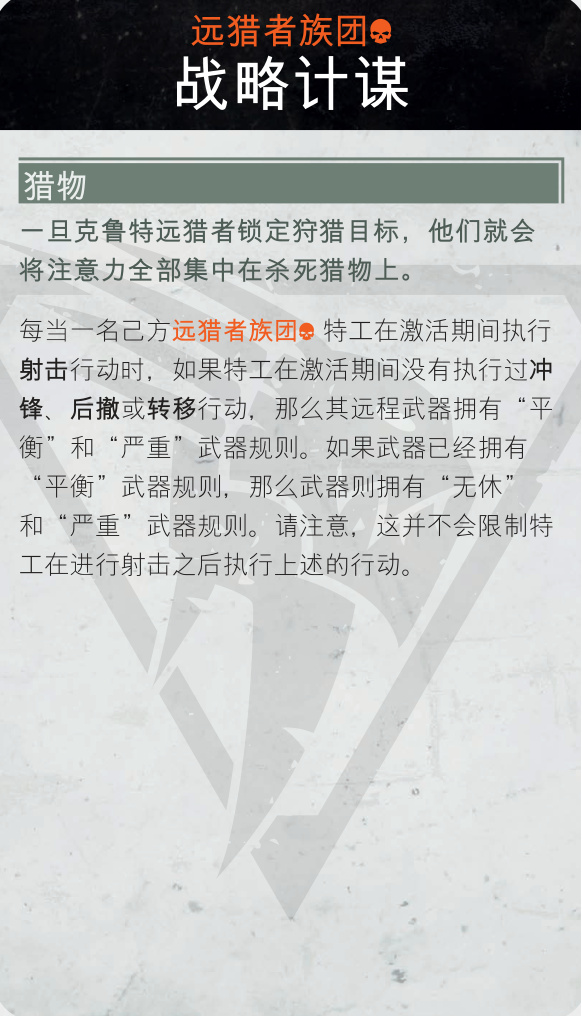 远猎者族团
战略计谋
猎物
一旦克鲁特远猎者锁定狩猎目标，他们就会
将注意力全部集中在杀死猎物上。
每当一名己方远猎者族团 特工在激活期间执行
射击行动时，如果特工在激活期间没有执行过冲
锋、后撤或转移行动，那么其远程武器拥有“平
衡”和“严重”武器规则。如果武器已经拥有
“平衡”武器规则，那么武器则拥有“无休”
和“严重”武器规则。请注意，这并不会限制特
工在进行射击之后执行上述的行动。